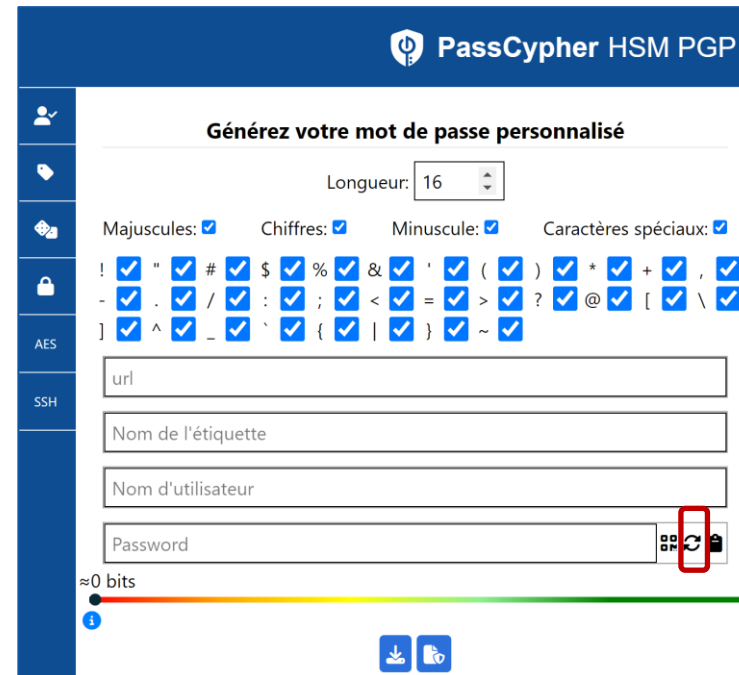 PassCypher HSM PGP
Générez votre mot de passe personnalisé
Longueur: 16
Majuscules: Chiffres: Minuscule: Caractères spéciaux:
! " # $ % & ' ( ) * + ,
- . / : ; < = > ? @ [ \
] ^ _ ` { | } ~
AES
url
SSH
Nom de l'étiquette
Nom d'utilisateur
Password
≈0 bits